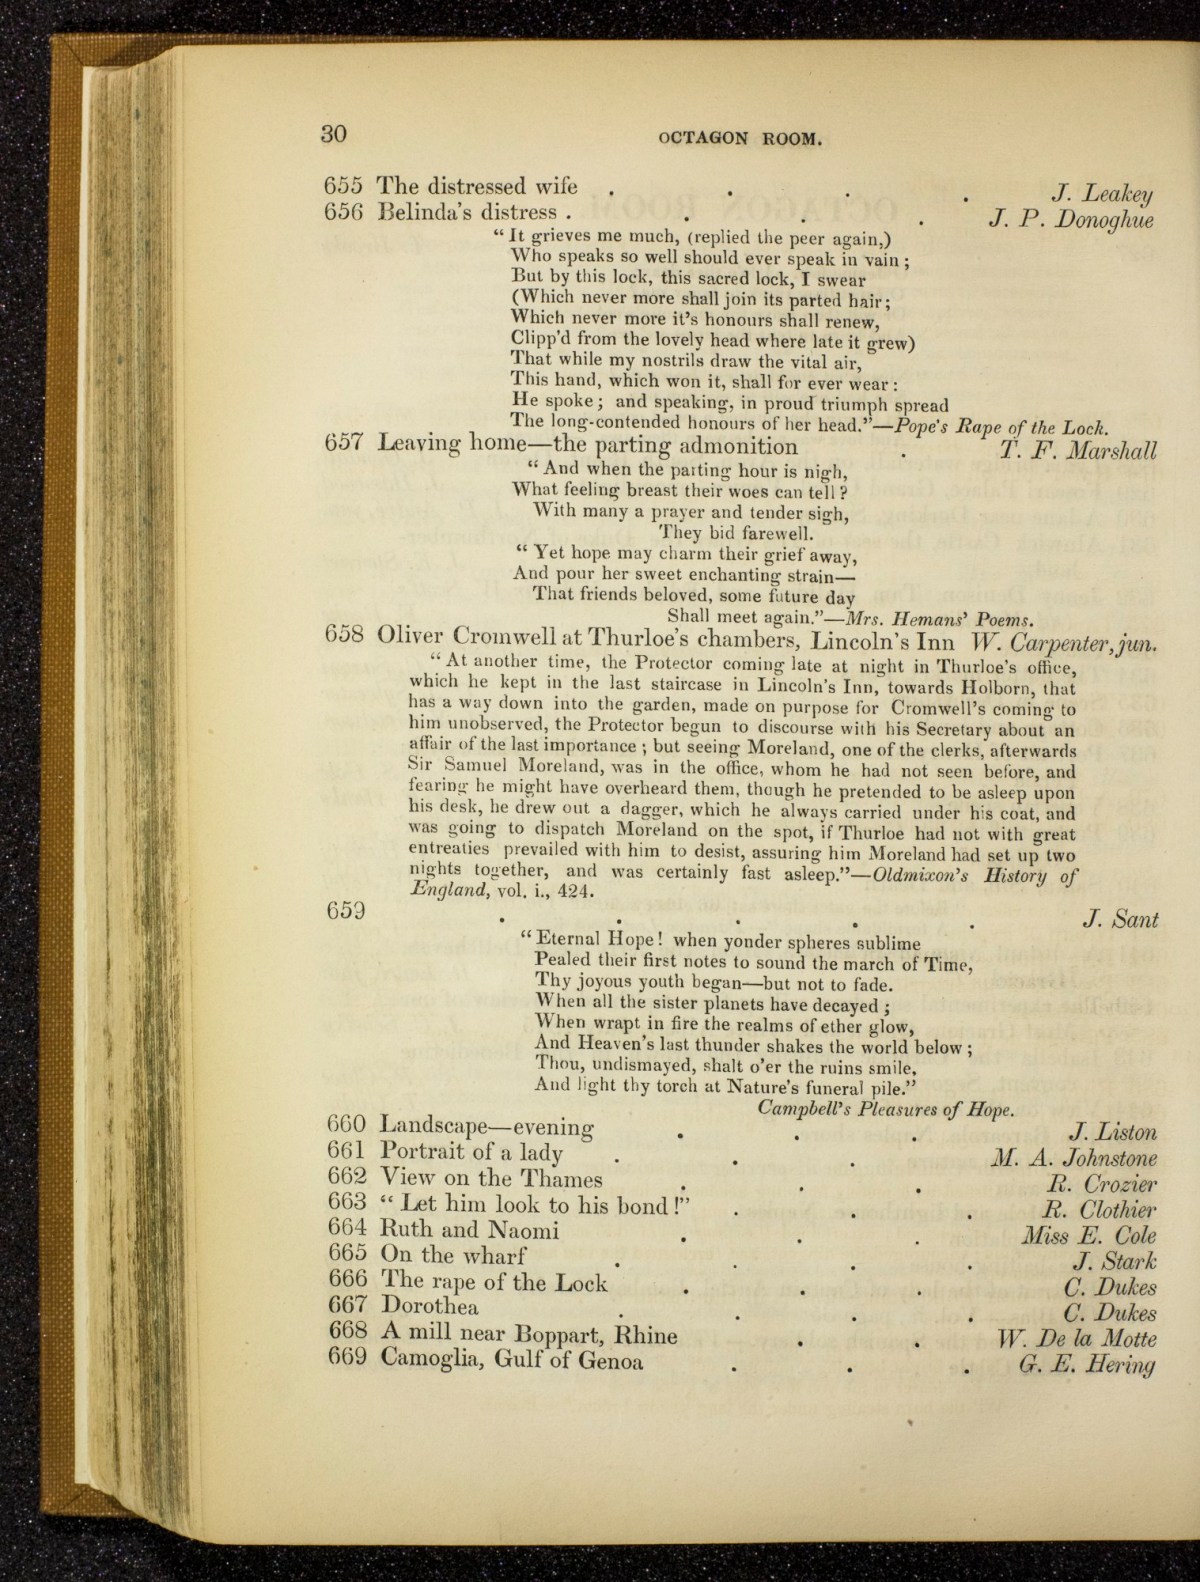 30 OCTAGON ROOM.
655 The distressed wife . . . . J. Leakey
656 Belinda's distress . . . . J. P. Donoghue
“ It grieves me much, (replied the peer again,)
Who speaks so well should ever speak in vain ;
But by this lock, this sacred lock, I swear
(Which never more shall join its parted hair;
Which never more it's honours shall renew,
Clipp'd from the lovely head where late it grew)
That while my nostrils draw the vital air,
This hand, which won it, shall for ever wear :
He spoke ; and speaking, in proud triumph spread
The long-contended honours of her head.”—Pope's Rape of the Lock.
657 Leaving home—the parting admonition . T. F. Marshall
“ And when the parting hour is nigh,
What feeling breast their woes can tell ?
With many a prayer and tender sigh,
They bid farewell.
“ Yet hope may charm their grief away,
And pour her sweet enchanting strain—
That friends beloved, some future day
Shall meet again.”—Mrs. Hemans' Poems.
658 Oliver Cromwell at Thurloe's chambers, Lincoln's Inn W. Carpenter, jun.
“ At another time, the Protector coming late at night in Thurloe's office,
which he kept in the last staircase in Lincoln's Inn, towards Holborn, that
has a way down into the garden, made on purpose for Cromwell's coming to
him unobserved, the Protector begun to discourse with his Secretary about an
affair of the last importance ; but seeing Moreland, one of the clerks, afterwards
Sir Samuel Moreland, was in the office, whom he had not seen before, and
fearing he might have overheard them, though he pretended to be asleep upon
his desk, he drew out a dagger, which he always carried under his coat, and
was going to dispatch Moreland on the spot, if Thurloe had not with great
entreaties prevailed with him to desist, assuring him Moreland had set up two
nights together, and was certainly fast asleep.”—Oldmixon's History of
England, vol. i., 424.
659 . . . . . J. Sant
“ Eternal Hope ! when yonder spheres sublime
Pealed their first notes to sound the march of Time,
Thy joyous youth began—but not to fade.
When all the sister planets have decayed ;
When wrapt in fire the realms of ether glow,
And Heaven's last thunder shakes the world below ;
Thou, undismayed, shalt o'er the ruins smile,
And light thy torch at Nature's funeral pile.”
Campbell's Pleasures of Hope.
660 Landscape—evening . . . J. Liston
661 Portrait of a lady . . . M. A. Johnstone
662 View on the Thames . . . R. Crozier
663 “ Let him look to his bond !” . . . R. Clothier
664 Ruth and Naomi . . . Miss E. Cole
665 On the wharf . . . . J. Stark
666 The rape of the Lock . . . C. Dukes
667 Dorothea . . . . C. Dukes
668 A mill near Boppart, Rhine . . W. De la Motte
669 Camoglia, Gulf of Genoa . . . G. E. Hering